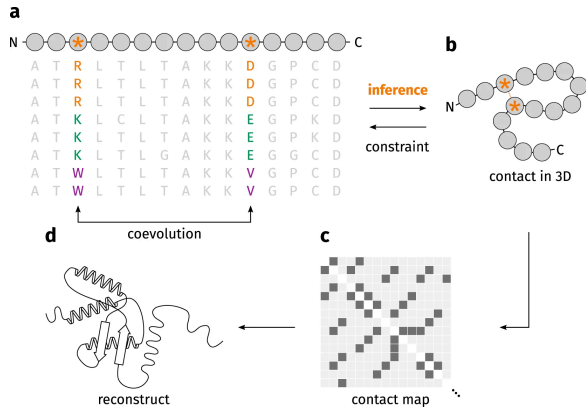 a
N * * C
A T R L T L T A K K D G P C D
A T R L T L T A K K D G P C D
A T R L T L T A K K D G P C D
A T K L C L T A K K E G P K D
A T K L T L T A K K E G P C D
A T K L T L G A K K E G G C D
A T W L T L T A K K V G P C D
A T W L T L T A K K V G P C D
coevolution
inference
constraint
b
N * * C
contact in 3D
d
reconstruct
c
contact map